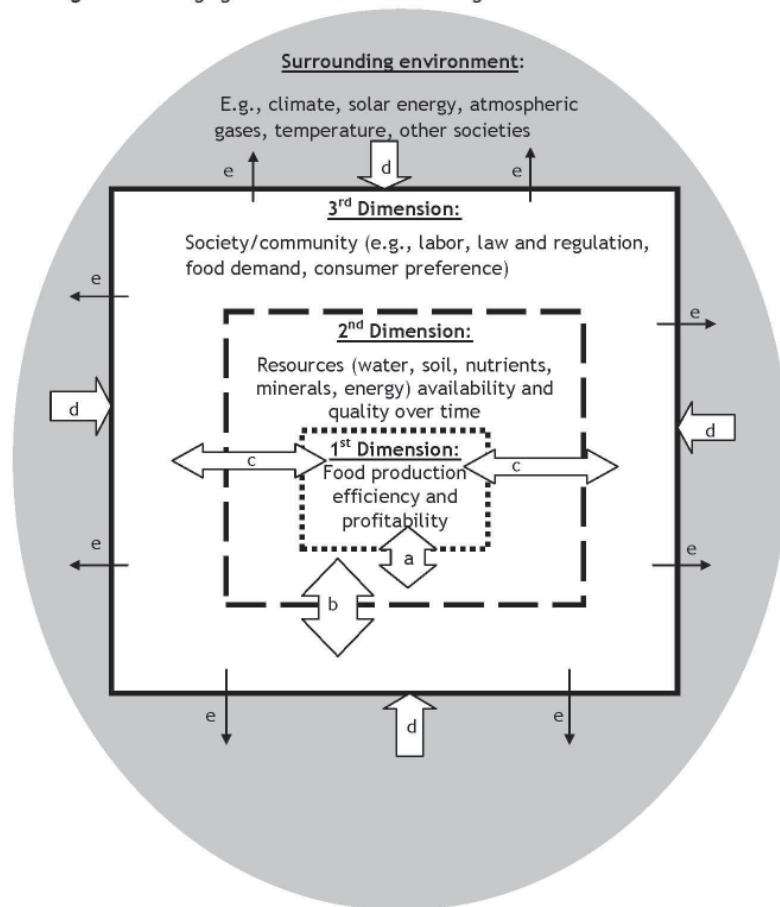 Surrounding environment:
E.g., climate, solar energy, atmospheric
gases, temperature, other societies
e
d
e
3rd Dimension:
Society/community (e.g., labor, law and regulation,
food demand, consumer preference)
e
e
2nd Dimension:
Resources (water, soil, nutrients,
minerals, energy) availability and
quality over time
d
d
1st Dimension:
c
Food production
c
efficiency and
profitability
e
e
a
b
e
e
d